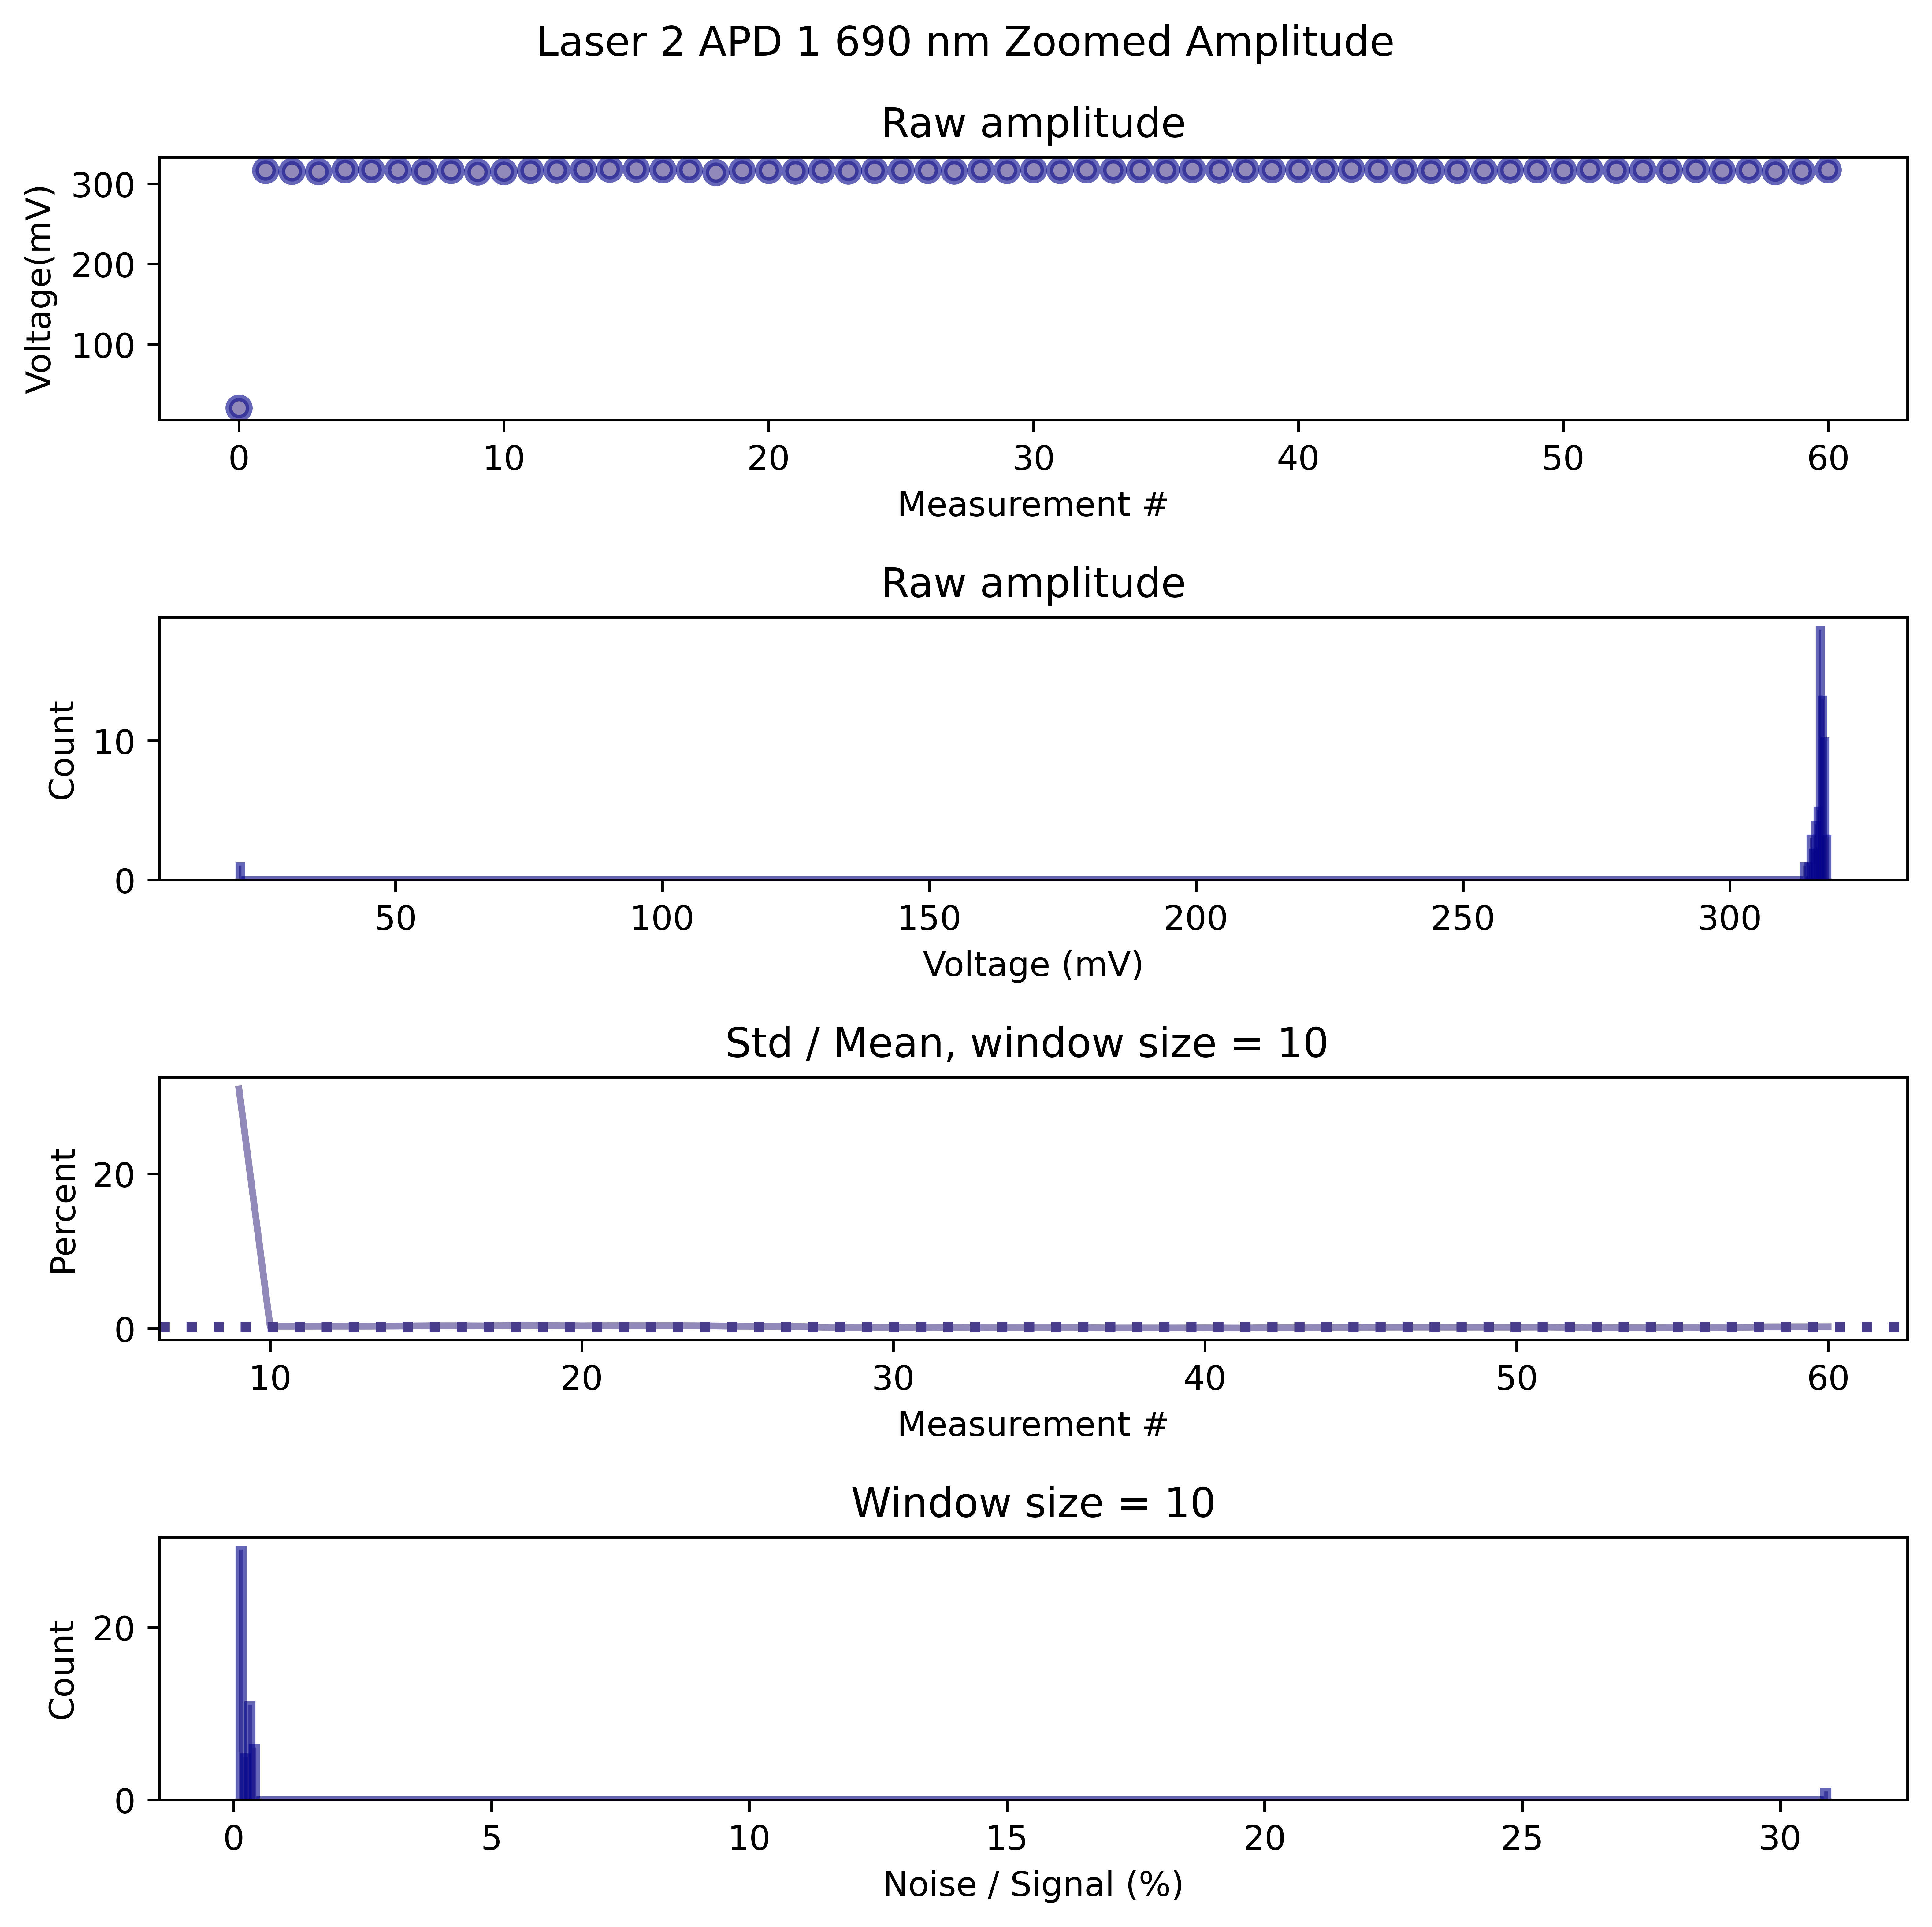 Laser 2 APD 1 690 nm Zoomed Amplitude
Raw amplitude
Voltage(mV)
300
200
100
0 10 20 30 40 50 60
Measurement #
Raw amplitude
Count
10
0
50 100 150 200 250 300
Voltage (mV)
Std / Mean, window size = 10
Percent
20
0
10 20 30 40 50 60
Measurement #
Window size = 10
Count
20
0
0 5 10 15 20 25 30
Noise / Signal (%)